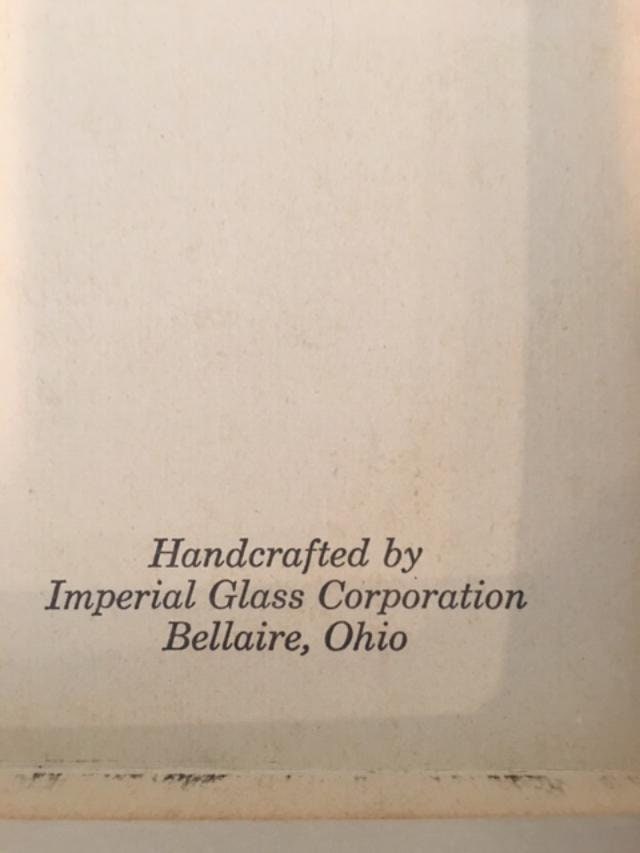 Handcrafted by
Imperial Glass Corporation
Bellaire, Ohio